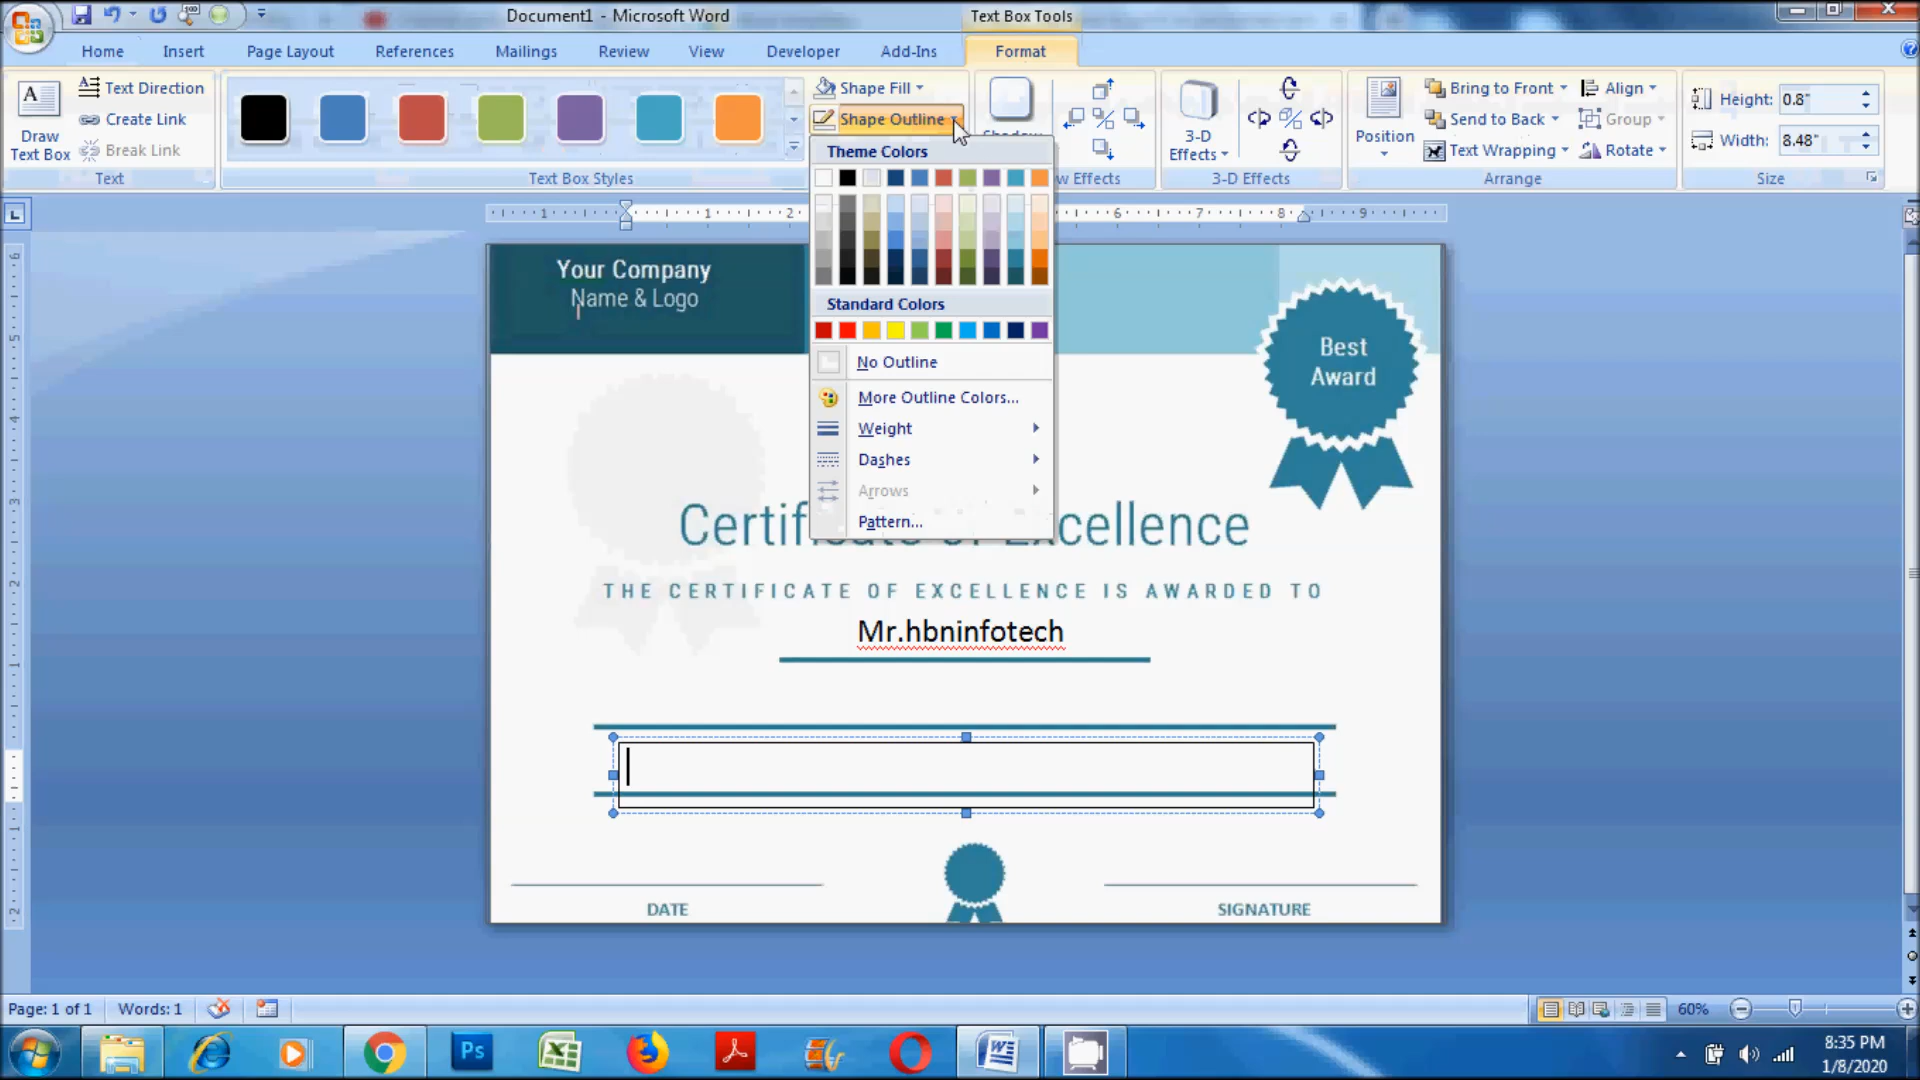 Document1 - Microsoft Word
Text Box Tools
Home
Insert
Page Layout
References
Mailings
Review
View
Developer
Add-Ins
Format
Draw
Text Box
Text Direction
Create Link
Break Link
Text
Text Box Styles
Shape Fill
Shape Outline
3-D
Effects
3-D Effects
Position
Bring to Front
Send to Back
Text Wrapping
Align
Group
Rotate
Arrange
Height: 0.8"
Width: 8.48"
Size
Theme Colors
Standard Colors
No Outline
More Outline Colors...
Weight
Dashes
Arrows
Pattern...
Your Company
Name & Logo
Best
Award
THE CERTIFICATE OF EXCELLENCE IS AWARDED TO
Mr.hbninfotech
DATE
SIGNATURE
Page: 1 of 1
Words: 1
60%
Ps
8:35 PM
1/8/2020